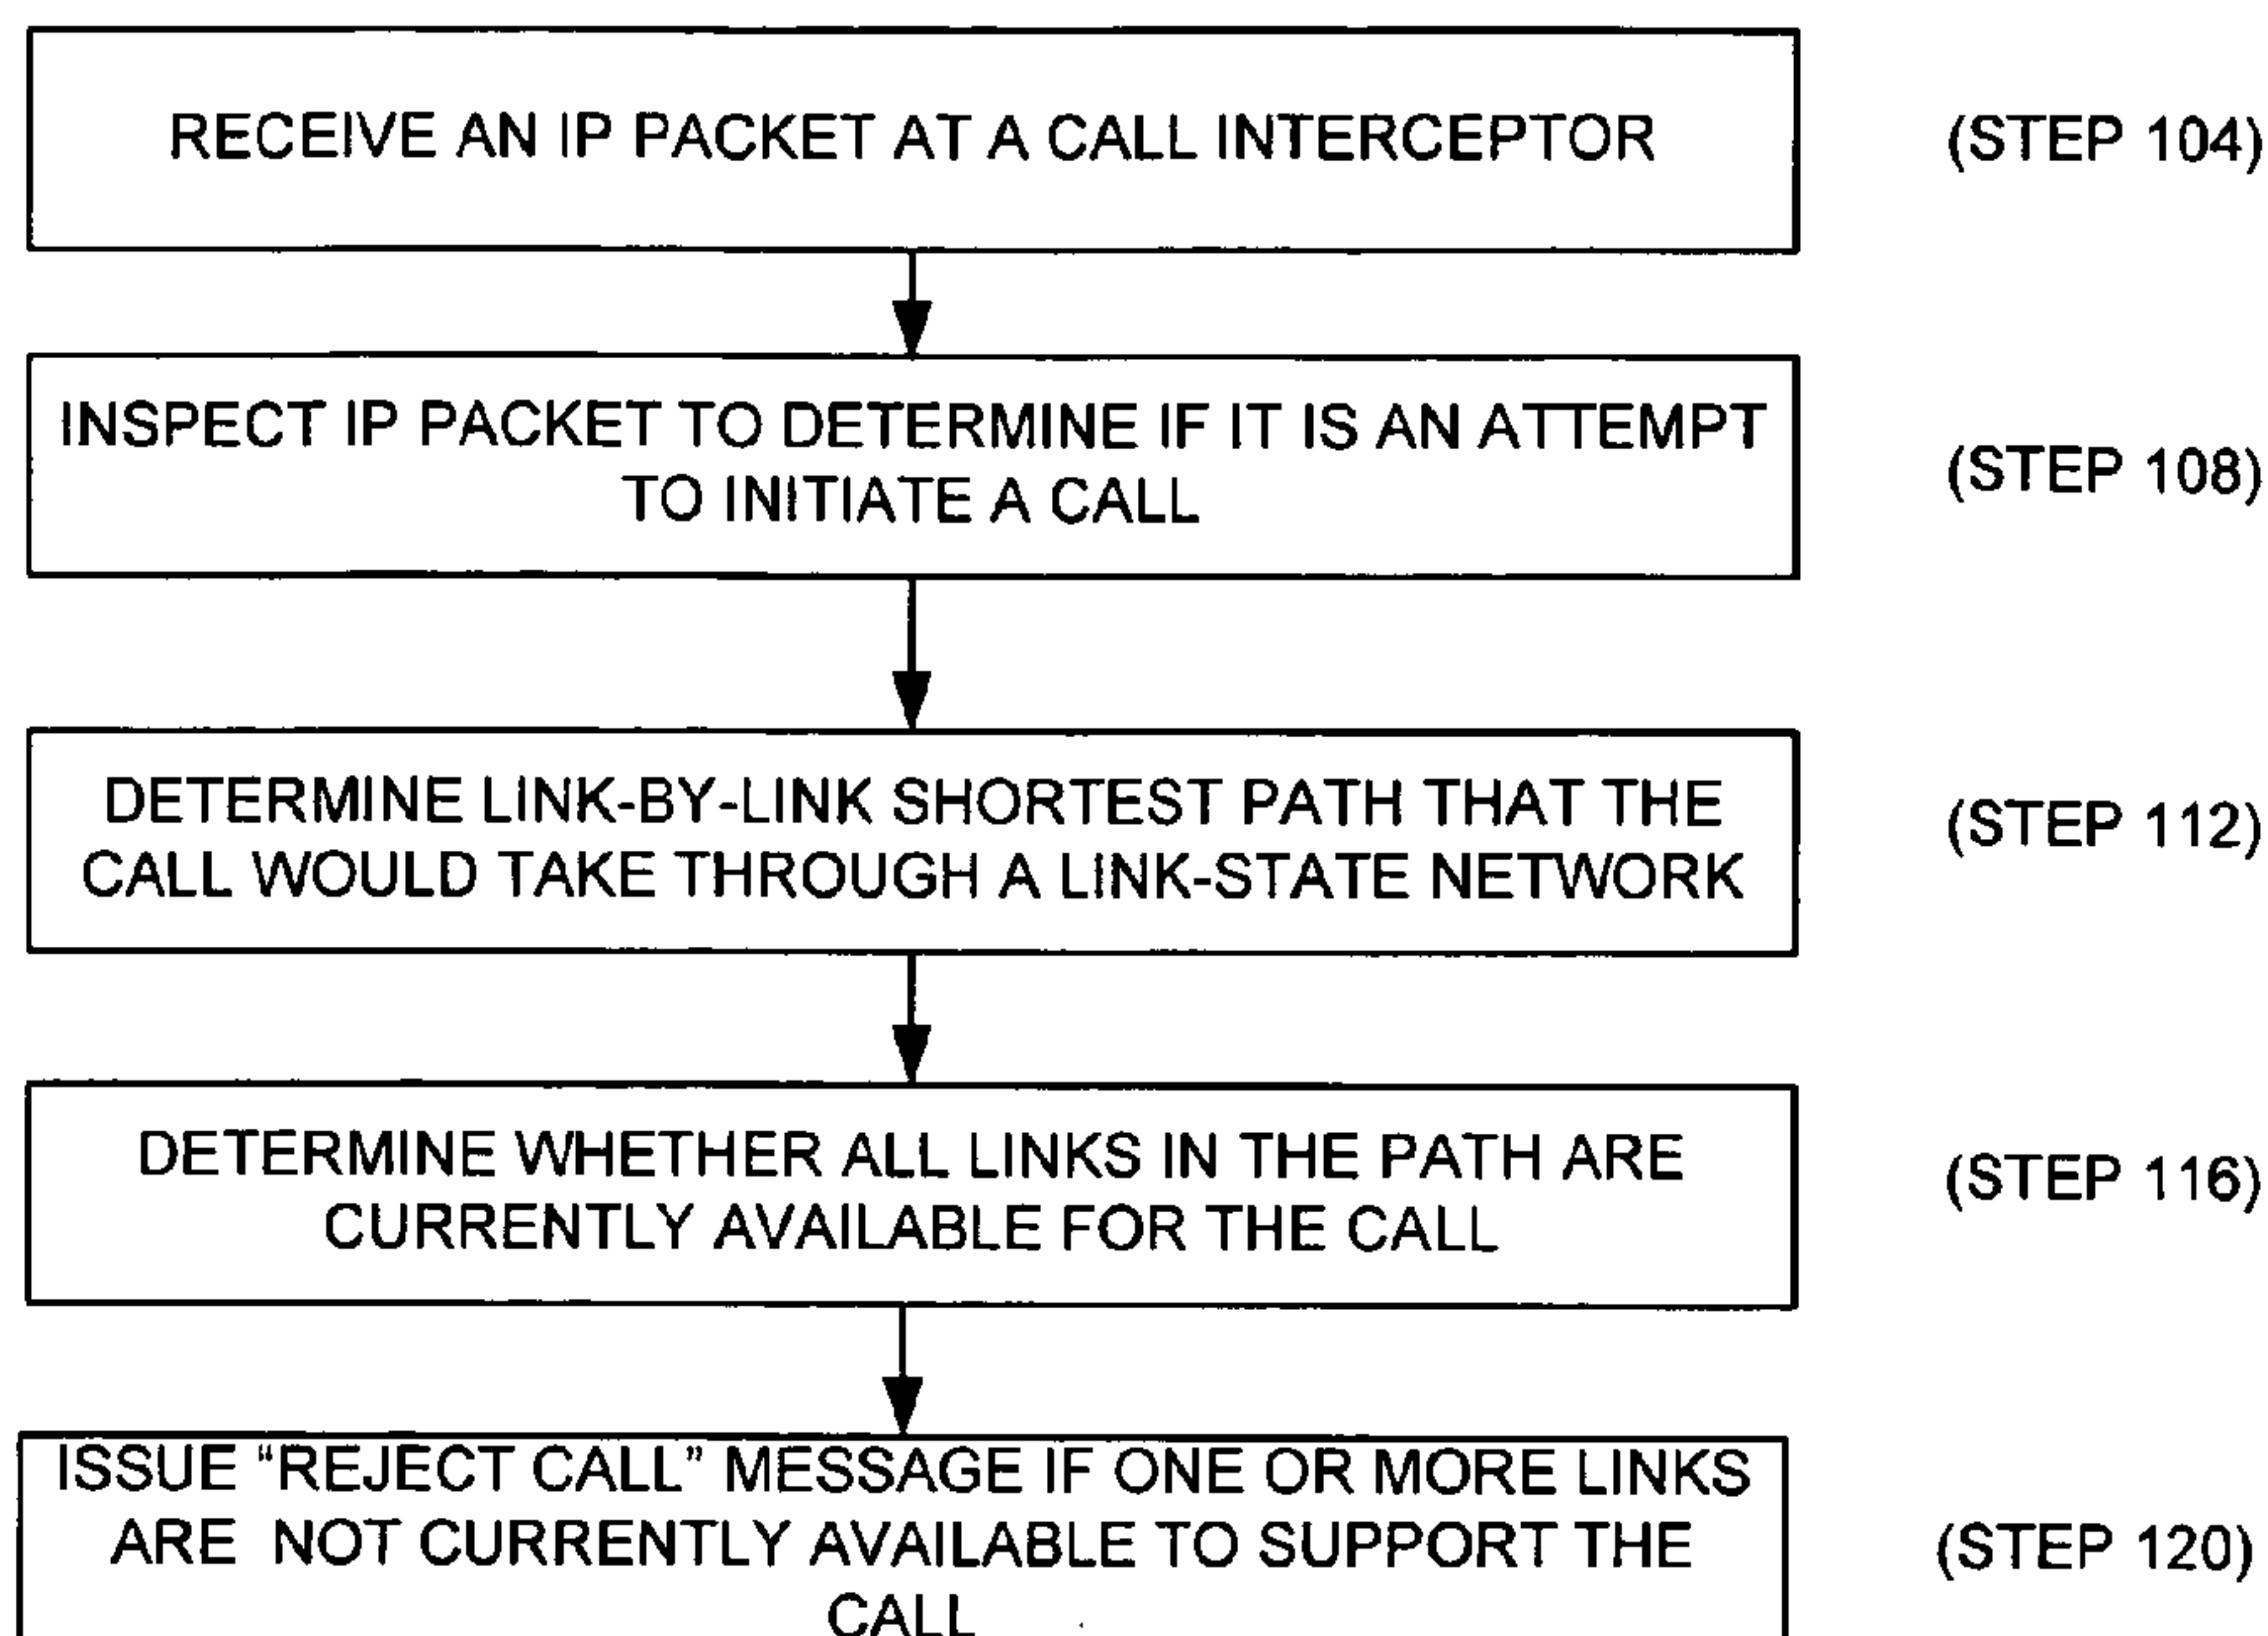 RECEIVE AN IP PACKET AT A CALL INTERCEPTOR
(STEP 104)
INSPECT IP PACKET TO DETERMINE IF IT IS AN ATTEMPT
TO INITIATE A CALL
(STEP 108)
DETERMINE LINK-BY-LINK SHORTEST PATH THAT THE
CALL WOULD TAKE THROUGH A LINK-STATE NETWORK
(STEP 112)
DETERMINE WHETHER ALL LINKS IN THE PATH ARE
CURRENTLY AVAILABLE FOR THE CALL
(STEP 116)
ISSUE “REJECT CALL” MESSAGE IF ONE OR MORE LINKS
ARE NOT CURRENTLY AVAILABLE TO SUPPORT THE
CALL
(STEP 120)